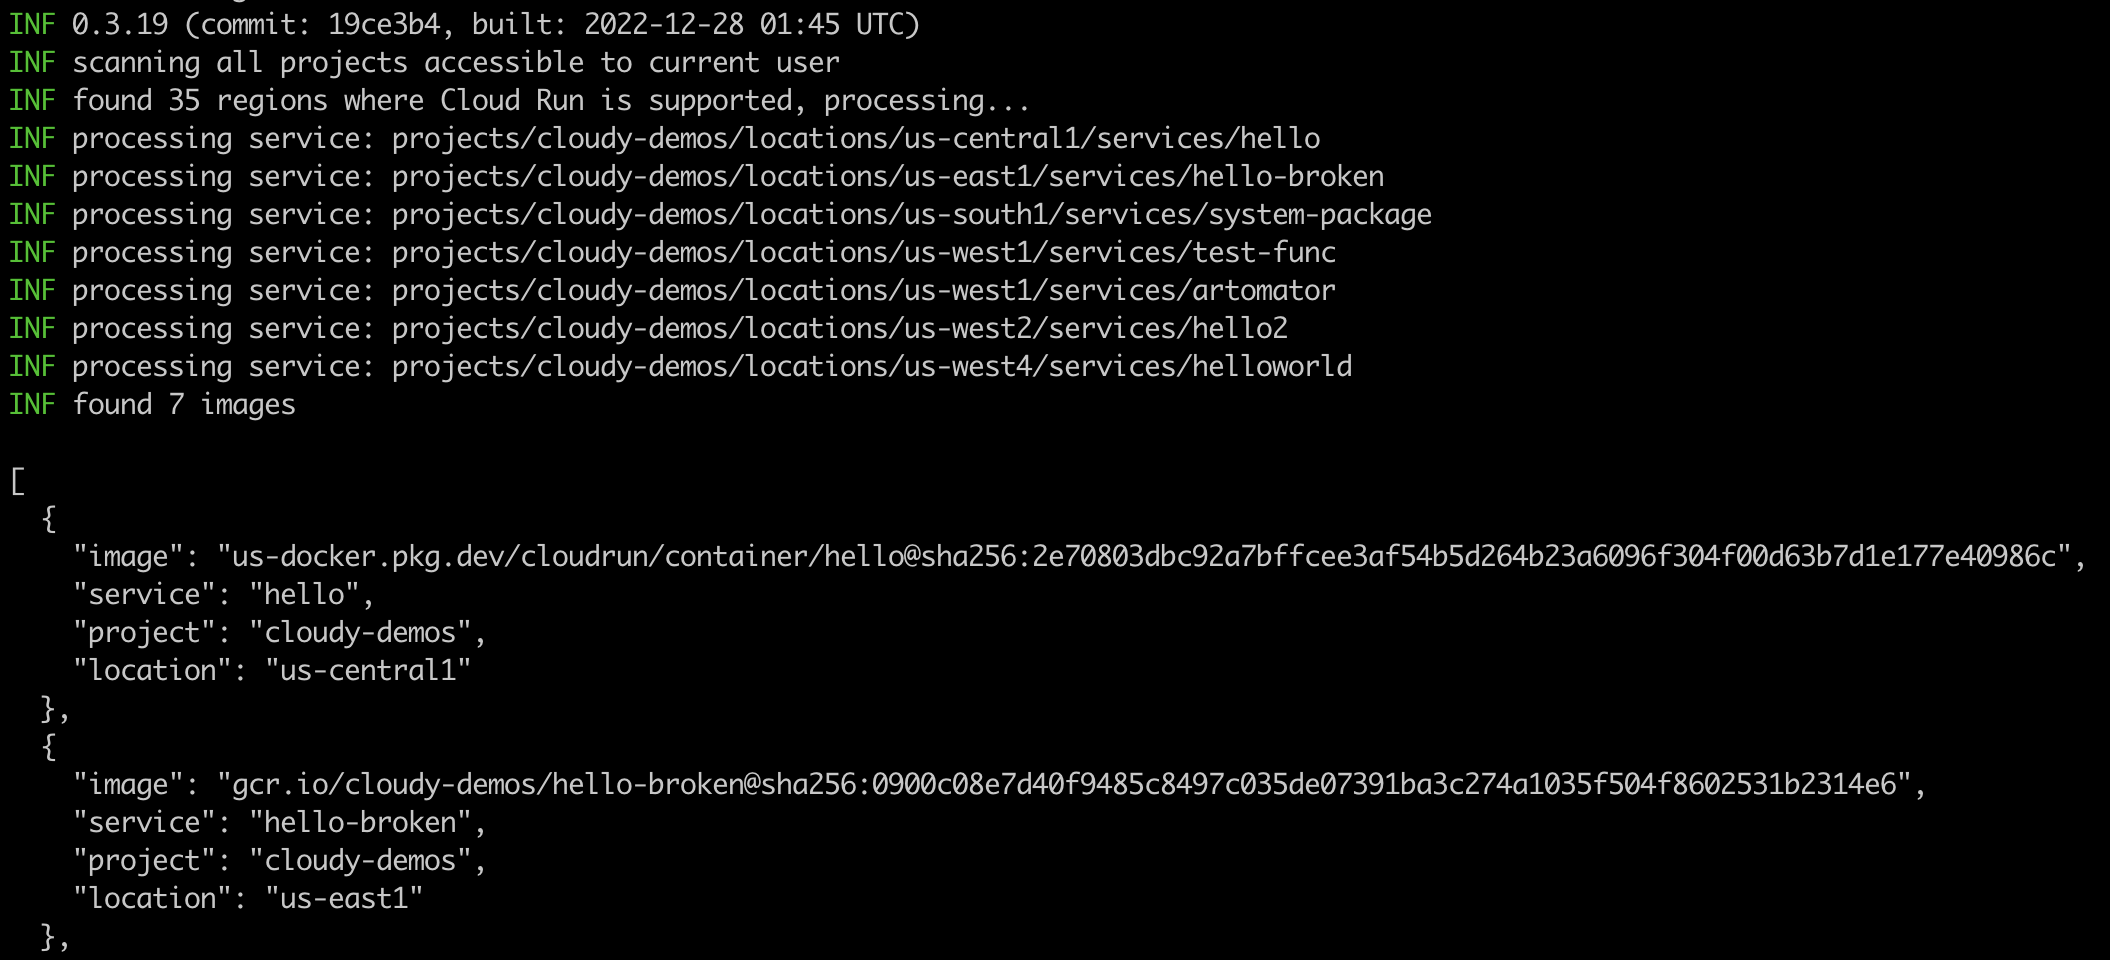 INF 0.3.19 (commit: 19ce3b4, built: 2022-12-28 01:45 UTC)
INF scanning all projects accessible to current user
INF found 35 regions where Cloud Run is supported, processing...
INF processing service: projects/cloudy-demos/locations/us-central1/services/hello
INF processing service: projects/cloudy-demos/locations/us-east1/services/hello-broken
INF processing service: projects/cloudy-demos/locations/us-south1/services/system-package
INF processing service: projects/cloudy-demos/locations/us-west1/services/test-func
INF processing service: projects/cloudy-demos/locations/us-west1/services/artomator
INF processing service: projects/cloudy-demos/locations/us-west2/services/hello2
INF processing service: projects/cloudy-demos/locations/us-west4/services/helloworld
INF found 7 images
[
{
"image": "us-docker.pkg.dev/cloudrun/container/hello@sha256:2e70803dbc92a7bffcee3af54b5d264b23a6096f304f00d63b7d1e177e40986c",
"service": "hello",
"project": "cloudy-demos",
"location": "us-central1"
},
{
"image": "gcr.io/cloudy-demos/hello-broken@sha256:0900c08e7d40f9485c8497c035de07391ba3c274a1035f504f8602531b2314e6",
"service": "hello-broken",
"project": "cloudy-demos",
"location": "us-east1"
},